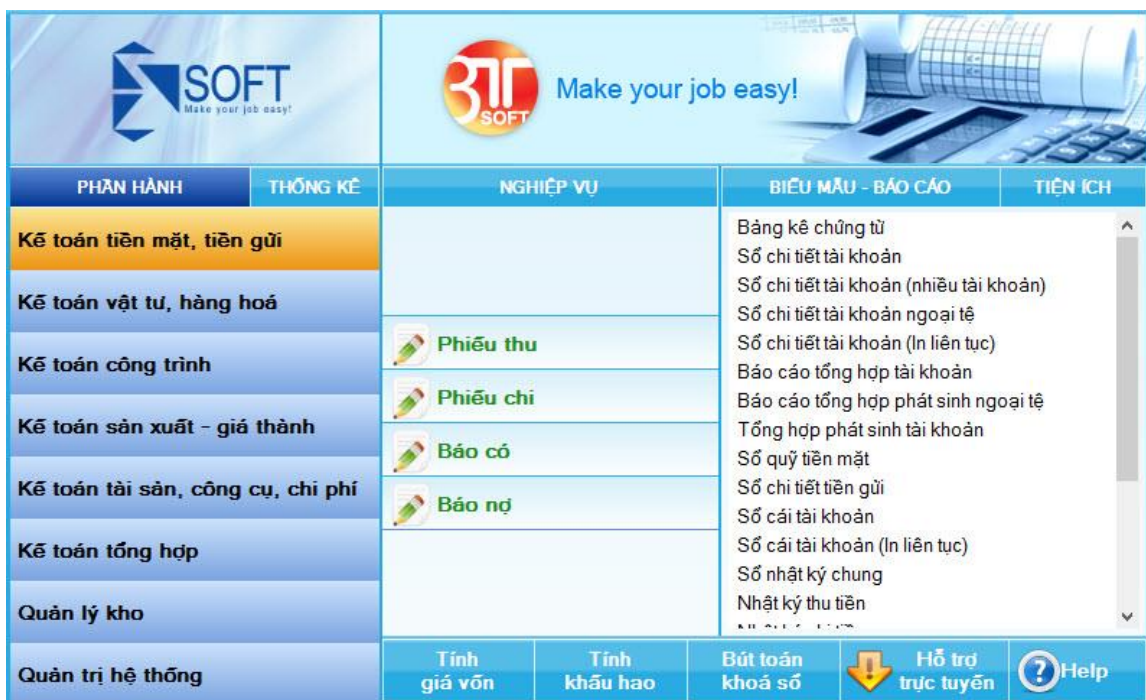 SOFT
Make your job easy!
3T
SOFT
Make your job easy!
PHÂN HÀNH
THỐNG KÊ
NGHIỆP VỤ
BIỂU MẪU - BÁO CÁO
TIỆN ÍCH
Kế toán tiền mặt, tiền gửi
Kế toán vật tư, hàng hoá
Kế toán công trình
Kế toán sản xuất - giá thành
Kế toán tài sản, công cụ, chi phí
Kế toán tổng hợp
Quản lý kho
Quản trị hệ thống
Phiếu thu
Phiếu chi
Báo có
Báo nợ
Bảng kê chứng từ
Sổ chi tiết tài khoản
Sổ chi tiết tài khoản (nhiều tài khoản)
Sổ chi tiết tài khoản ngoại tệ
Sổ chi tiết tài khoản (In liên tục)
Báo cáo tổng hợp tài khoản
Báo cáo tổng hợp phát sinh ngoại tệ
Tổng hợp phát sinh tài khoản
Sổ quỹ tiền mặt
Sổ chi tiết tiền gửi
Sổ cái tài khoản
Sổ cái tài khoản (In liên tục)
Sổ nhật ký chung
Nhật ký thu tiền
Tính
giá vốn
Tính
khấu hao
Bút toán
khoá sổ
Hỗ trợ
trực tuyến
Help